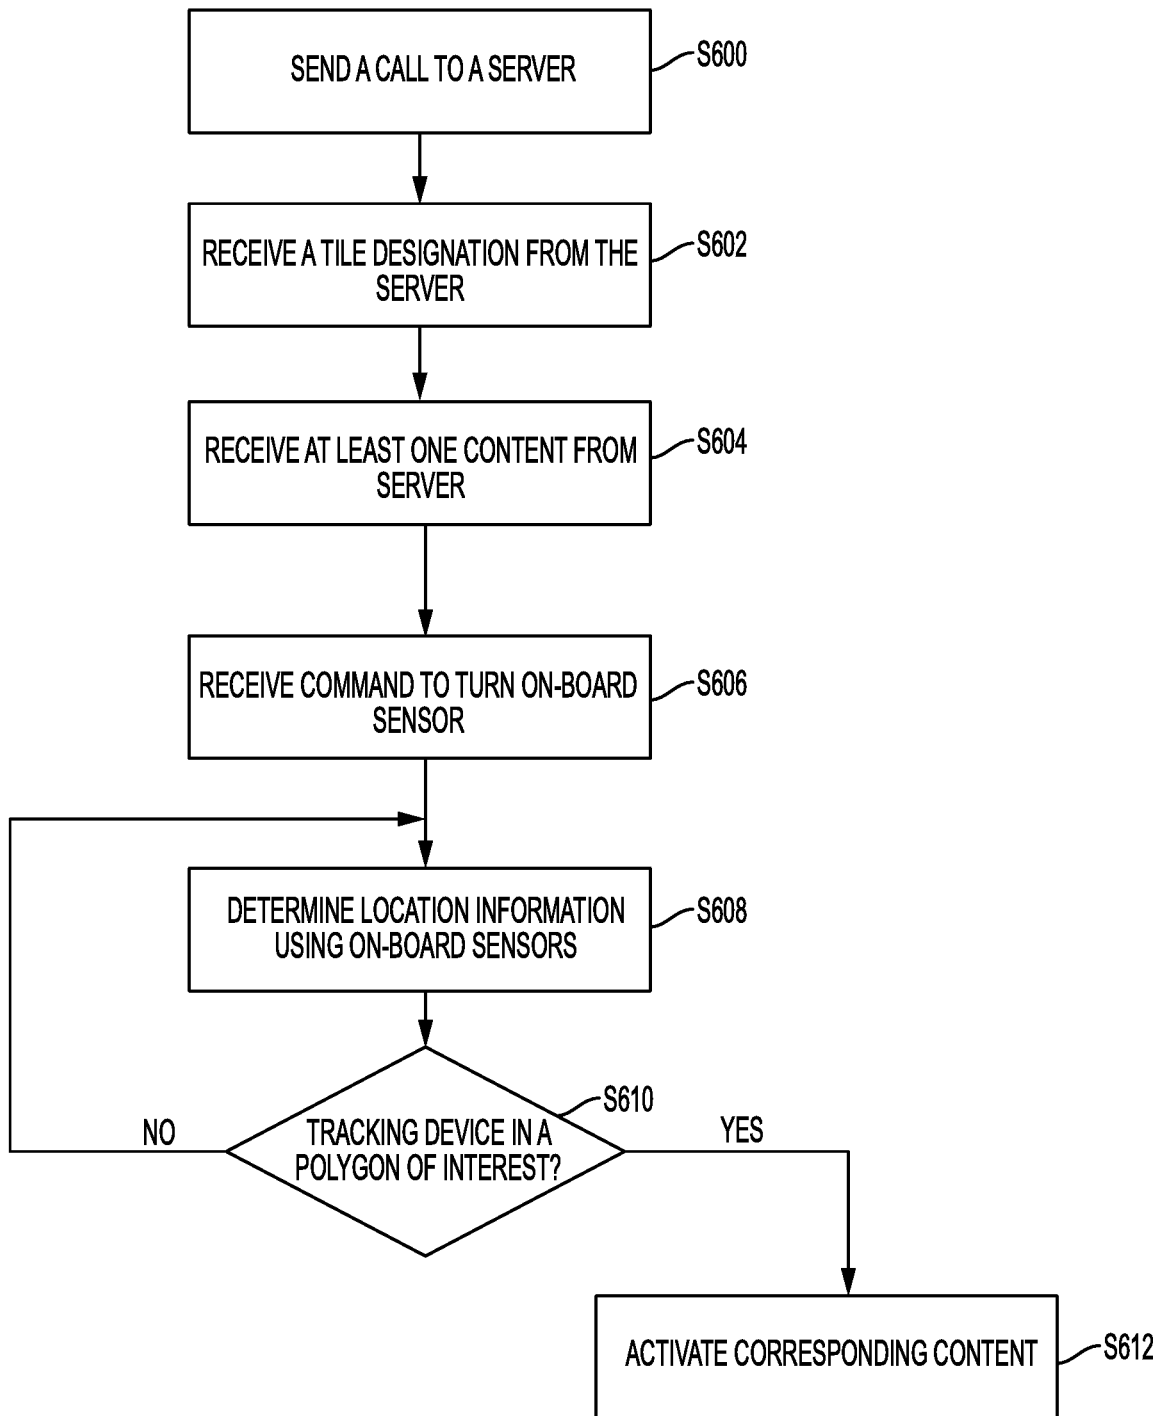 SEND A CALL TO A SERVER
S600
RECEIVE A TILE DESIGNATION FROM THE
SERVER
S602
RECEIVE AT LEAST ONE CONTENT FROM
SERVER
S604
RECEIVE COMMAND TO TURN ON-BOARD
SENSOR
S606
DETERMINE LOCATION INFORMATION
USING ON-BOARD SENSORS
S608
TRACKING DEVICE IN A
POLYGON OF INTEREST?
S610
NO
YES
ACTIVATE CORRESPONDING CONTENT
S612